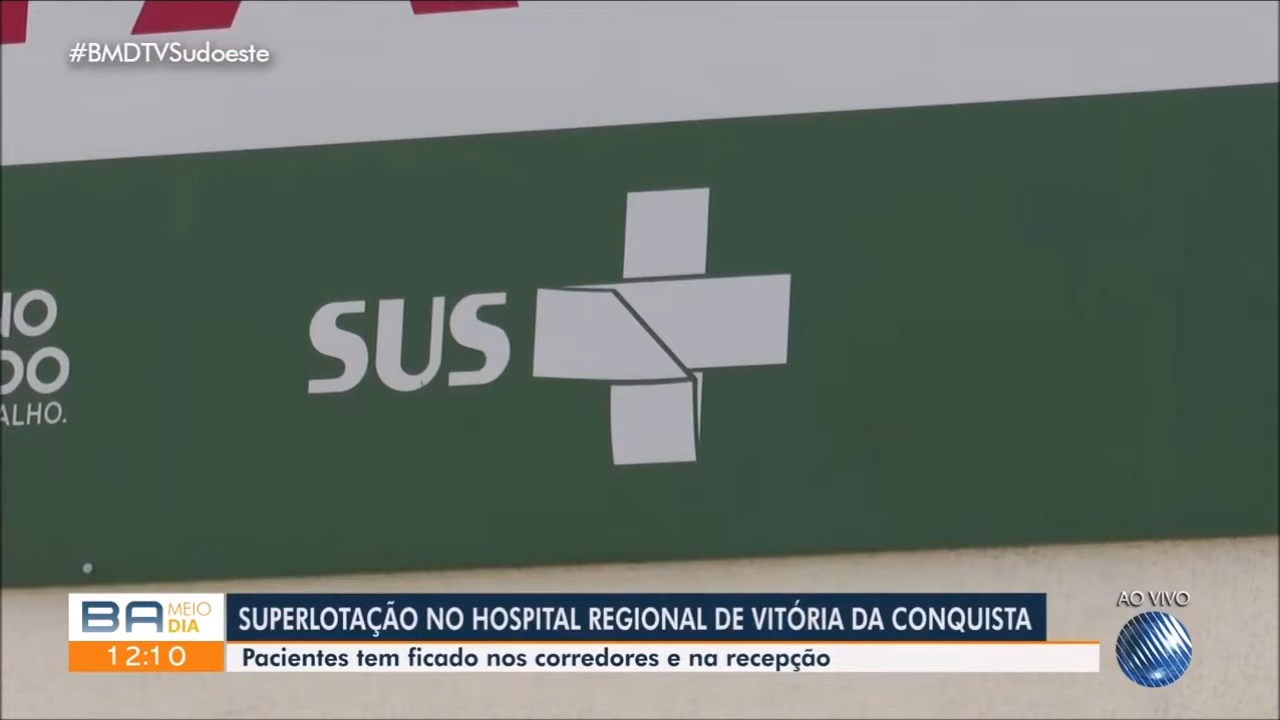 #BMDTVSudoeste
SUS
ALHO.
AO VIVO
BA MEIO DIA
SUPERLOTAÇÃO NO HOSPITAL REGIONAL DE VITÓRIA DA CONQUISTA
12:10
Pacientes tem ficado nos corredores e na recepção